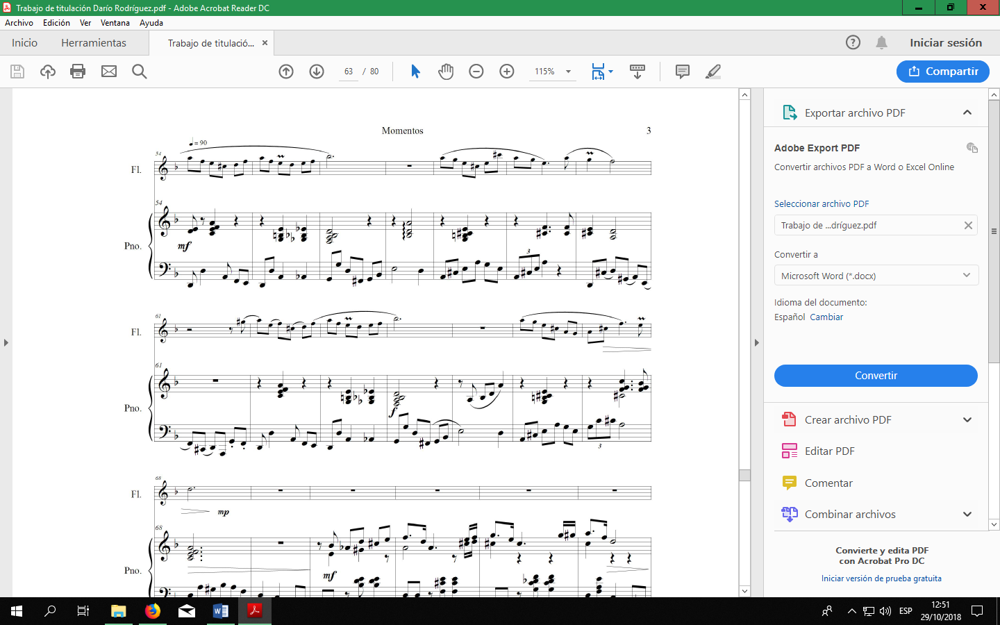 Trabajo de titulación Darío Rodríguez.pdf - Adobe Acrobat Reader DC
Archivo Edición Ver Ventana Ayuda
Inicio Herramientas Trabajo de titulació... ×
Iniciar sesión
63 / 80 115%
Compartir
Momentos 3
♩ = 90
54
Fl.
54
Pno.
mf
3
61
Fl.
61
Pno.
f
3
68
Fl.
mp
68
Pno.
mf
Exportar archivo PDF
Adobe Export PDF
Convertir archivos PDF a Word o Excel Online
Seleccionar archivo PDF
Trabajo de ...dríguez.pdf
Convertir a
Microsoft Word (*.docx)
Idioma del documento:
Español Cambiar
Convertir
Crear archivo PDF
Editar PDF
Comentar
Combinar archivos
Convierte y edita PDF
con Acrobat Pro DC
Iniciar versión de prueba gratuita
ESP
12:51
29/10/2018